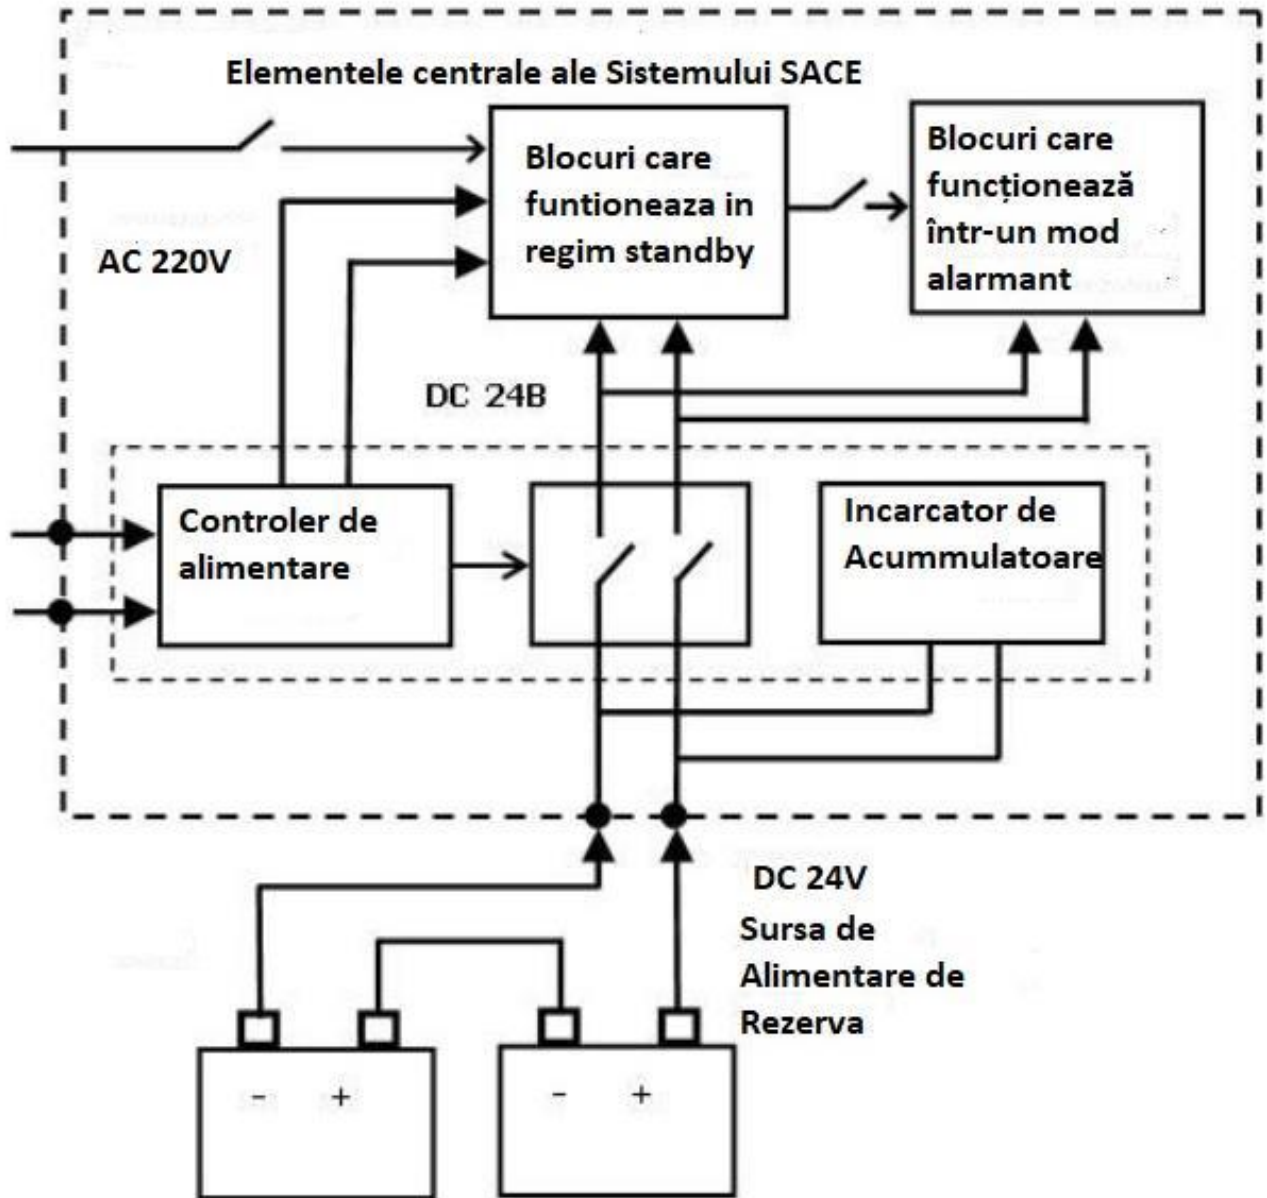 Elementele centrale ale Sistemului SACE
Blocuri care
funtioneaza in
regim standby
Blocuri care
funcționează
într-un mod
alarmant
AC 220V
DC 24B
Controler de
alimentare
Incarcator de
Acummulatoare
DC 24V
Sursa de
Alimentare de
Rezerva
- +
- +